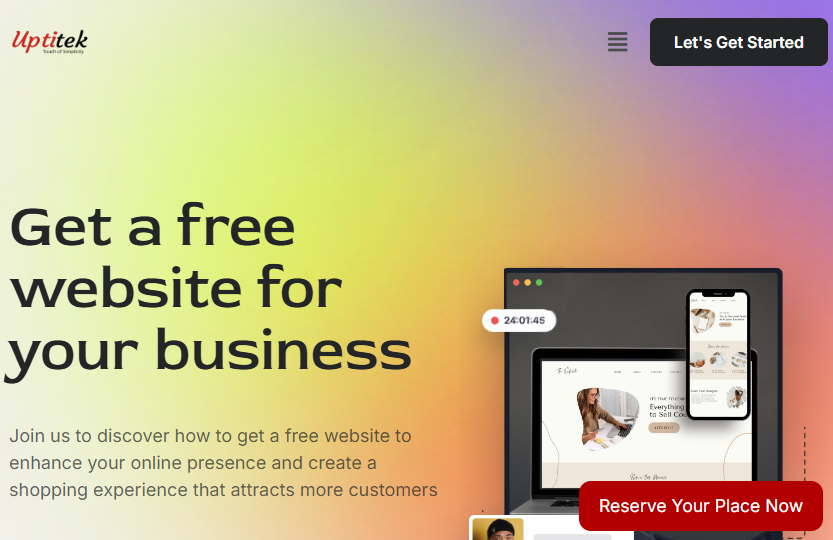 Uptitek
Touch of Simplicity
Let's Get Started
Get a free
website for
your business
24:01:45
Join us to discover how to get a free website to
enhance your online presence and create a
shopping experience that attracts more customers
Everything
to Sell Co
Reserve Your Place Now